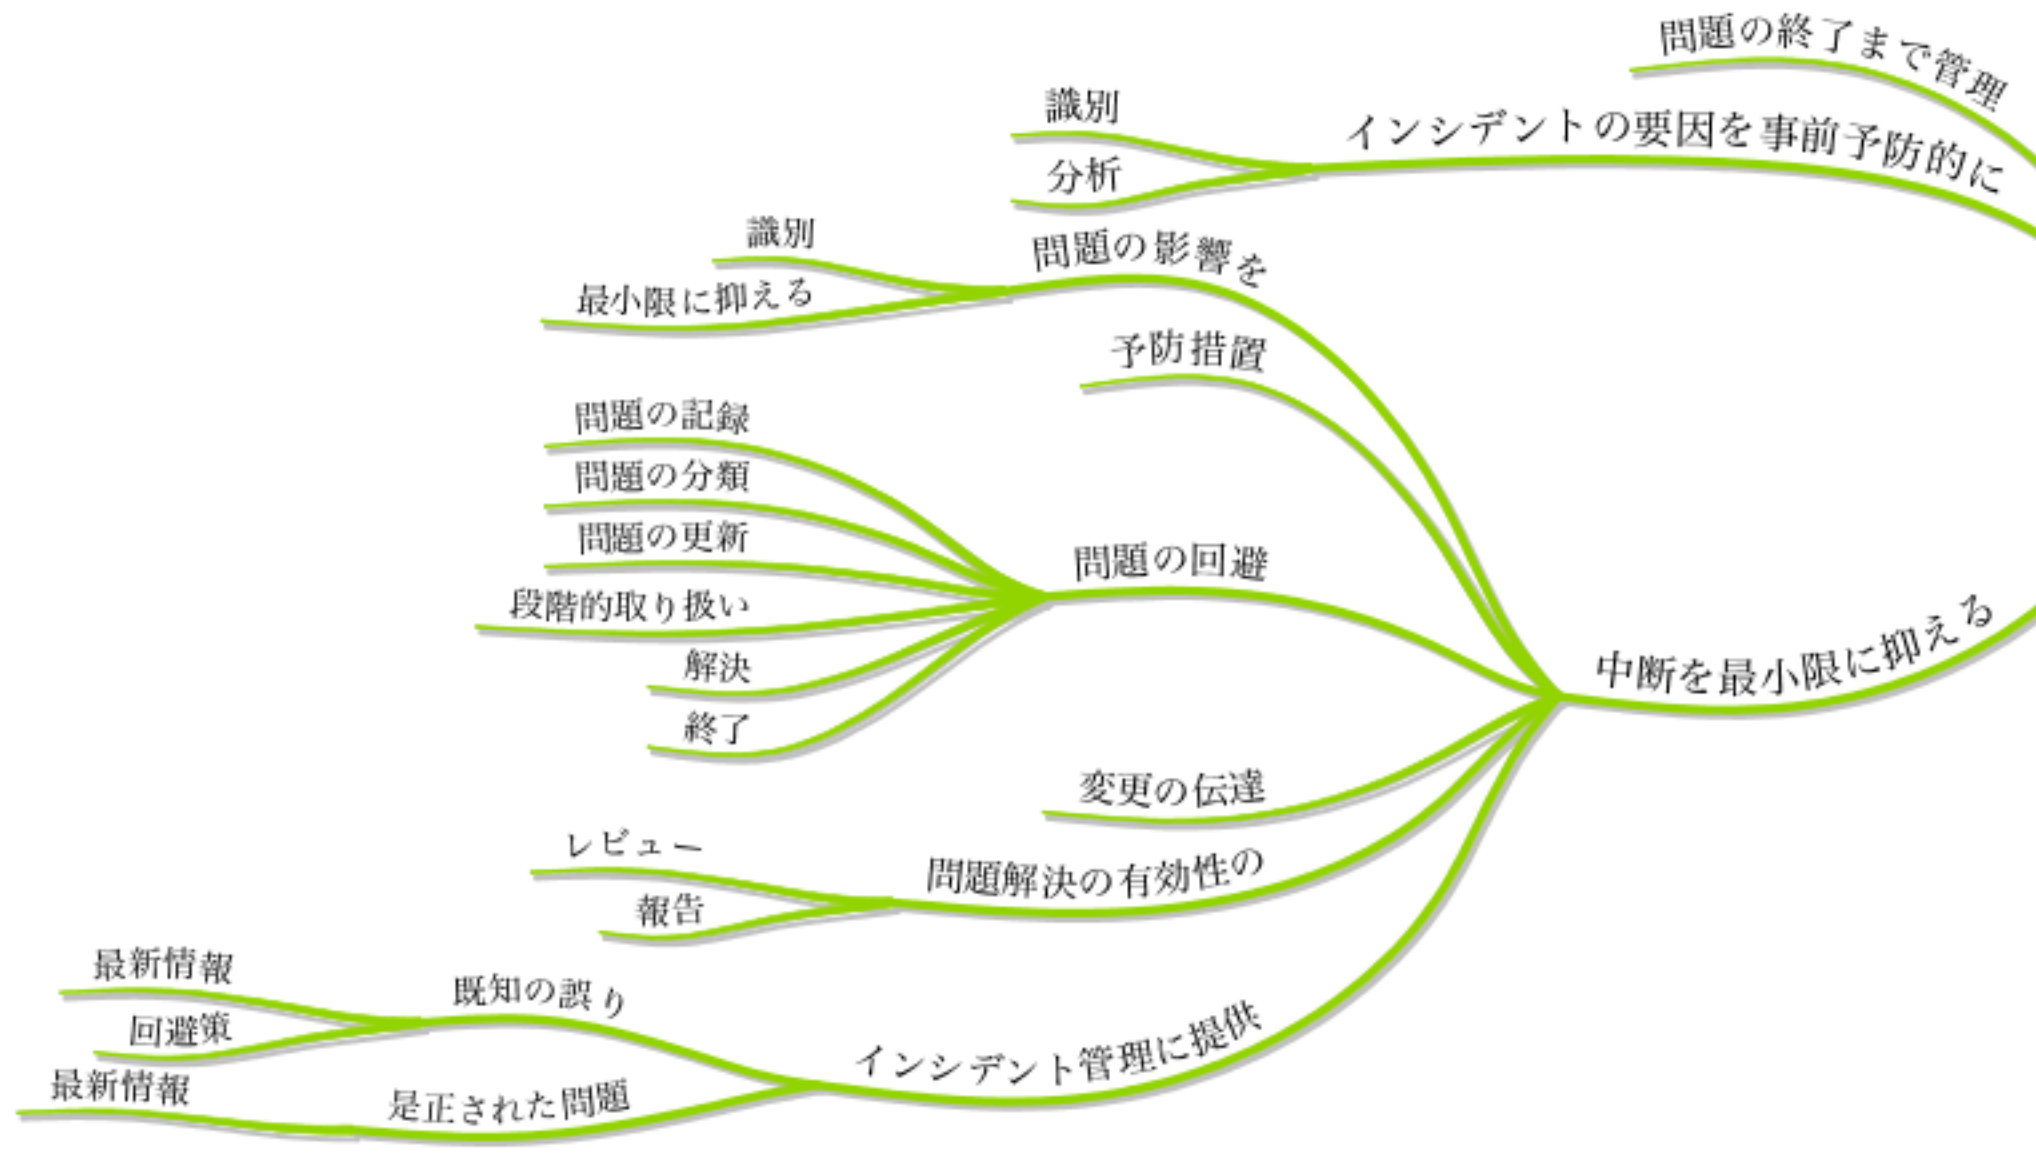 問題の終了まで管理
インシデントの要因を事前予防的に
識別
分析
問題の影響を
識別
最小限に抑える
予防措置
問題の記録
問題の分類
問題の更新
段階的取り扱い
解決
終了
問題の回避
中断を最小限に抑える
変更の伝達
問題解決の有効性の
レビュー
報告
インシデント管理に提供
既知の誤り
最新情報
回避策
是正された問題
最新情報